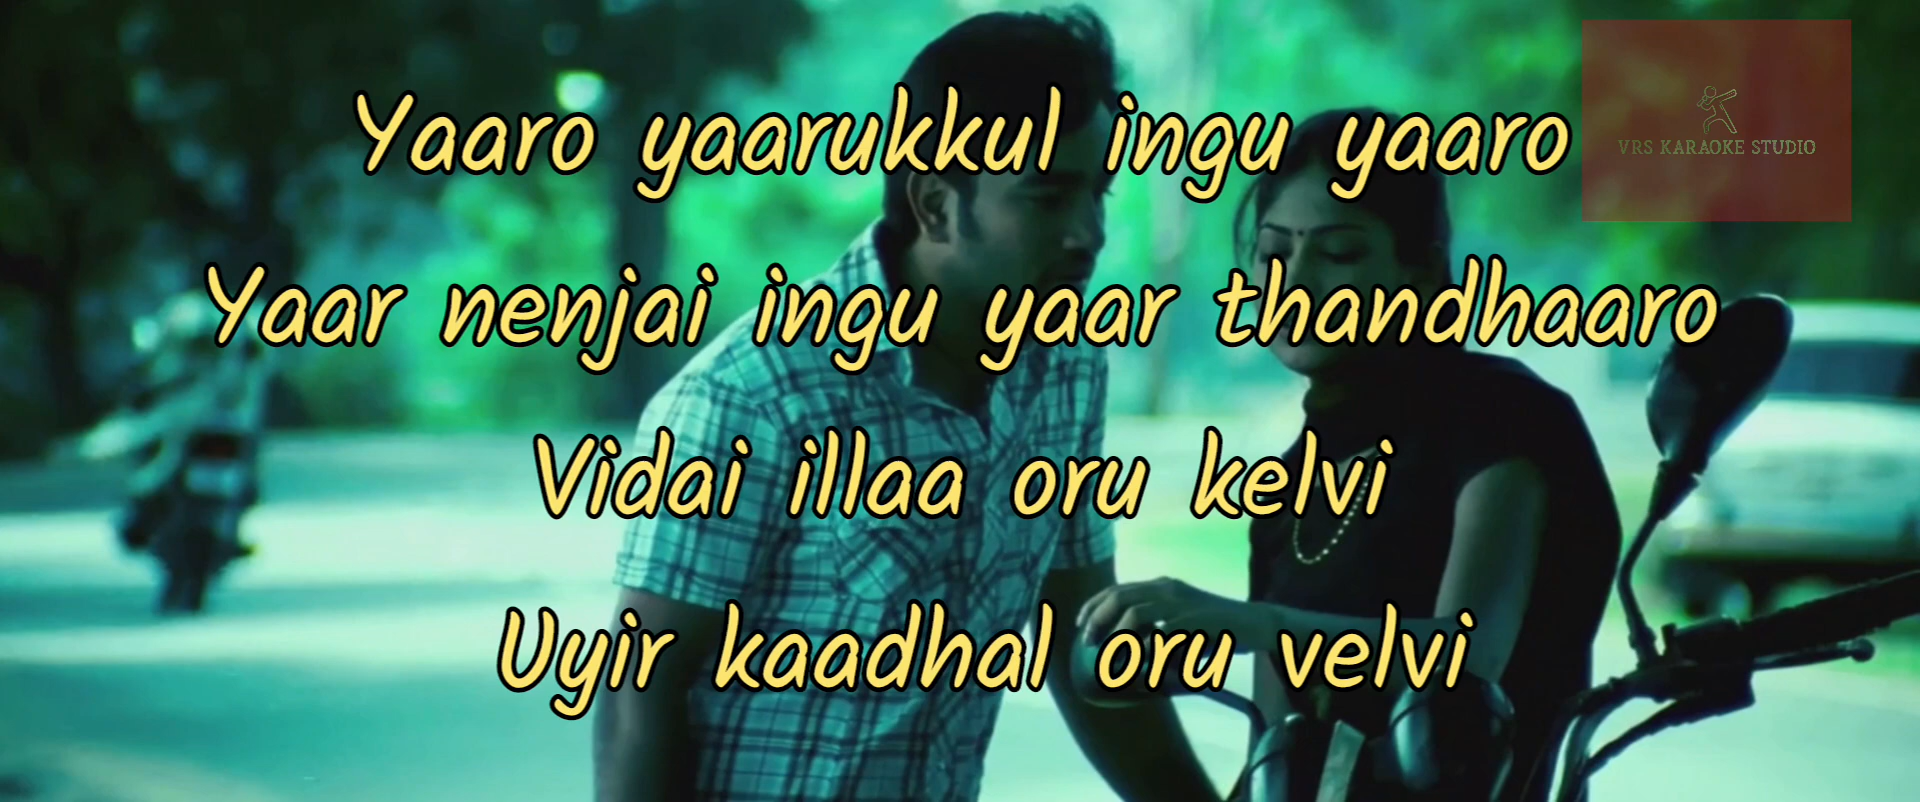 Yaaro yaarukkul ingu yaaro
VRS KARAOKE STUDIO
Yaar nenjai ingu yaar thandhaaro
Vidai illaa oru kelvi
Uyir kaadhal oru velvi